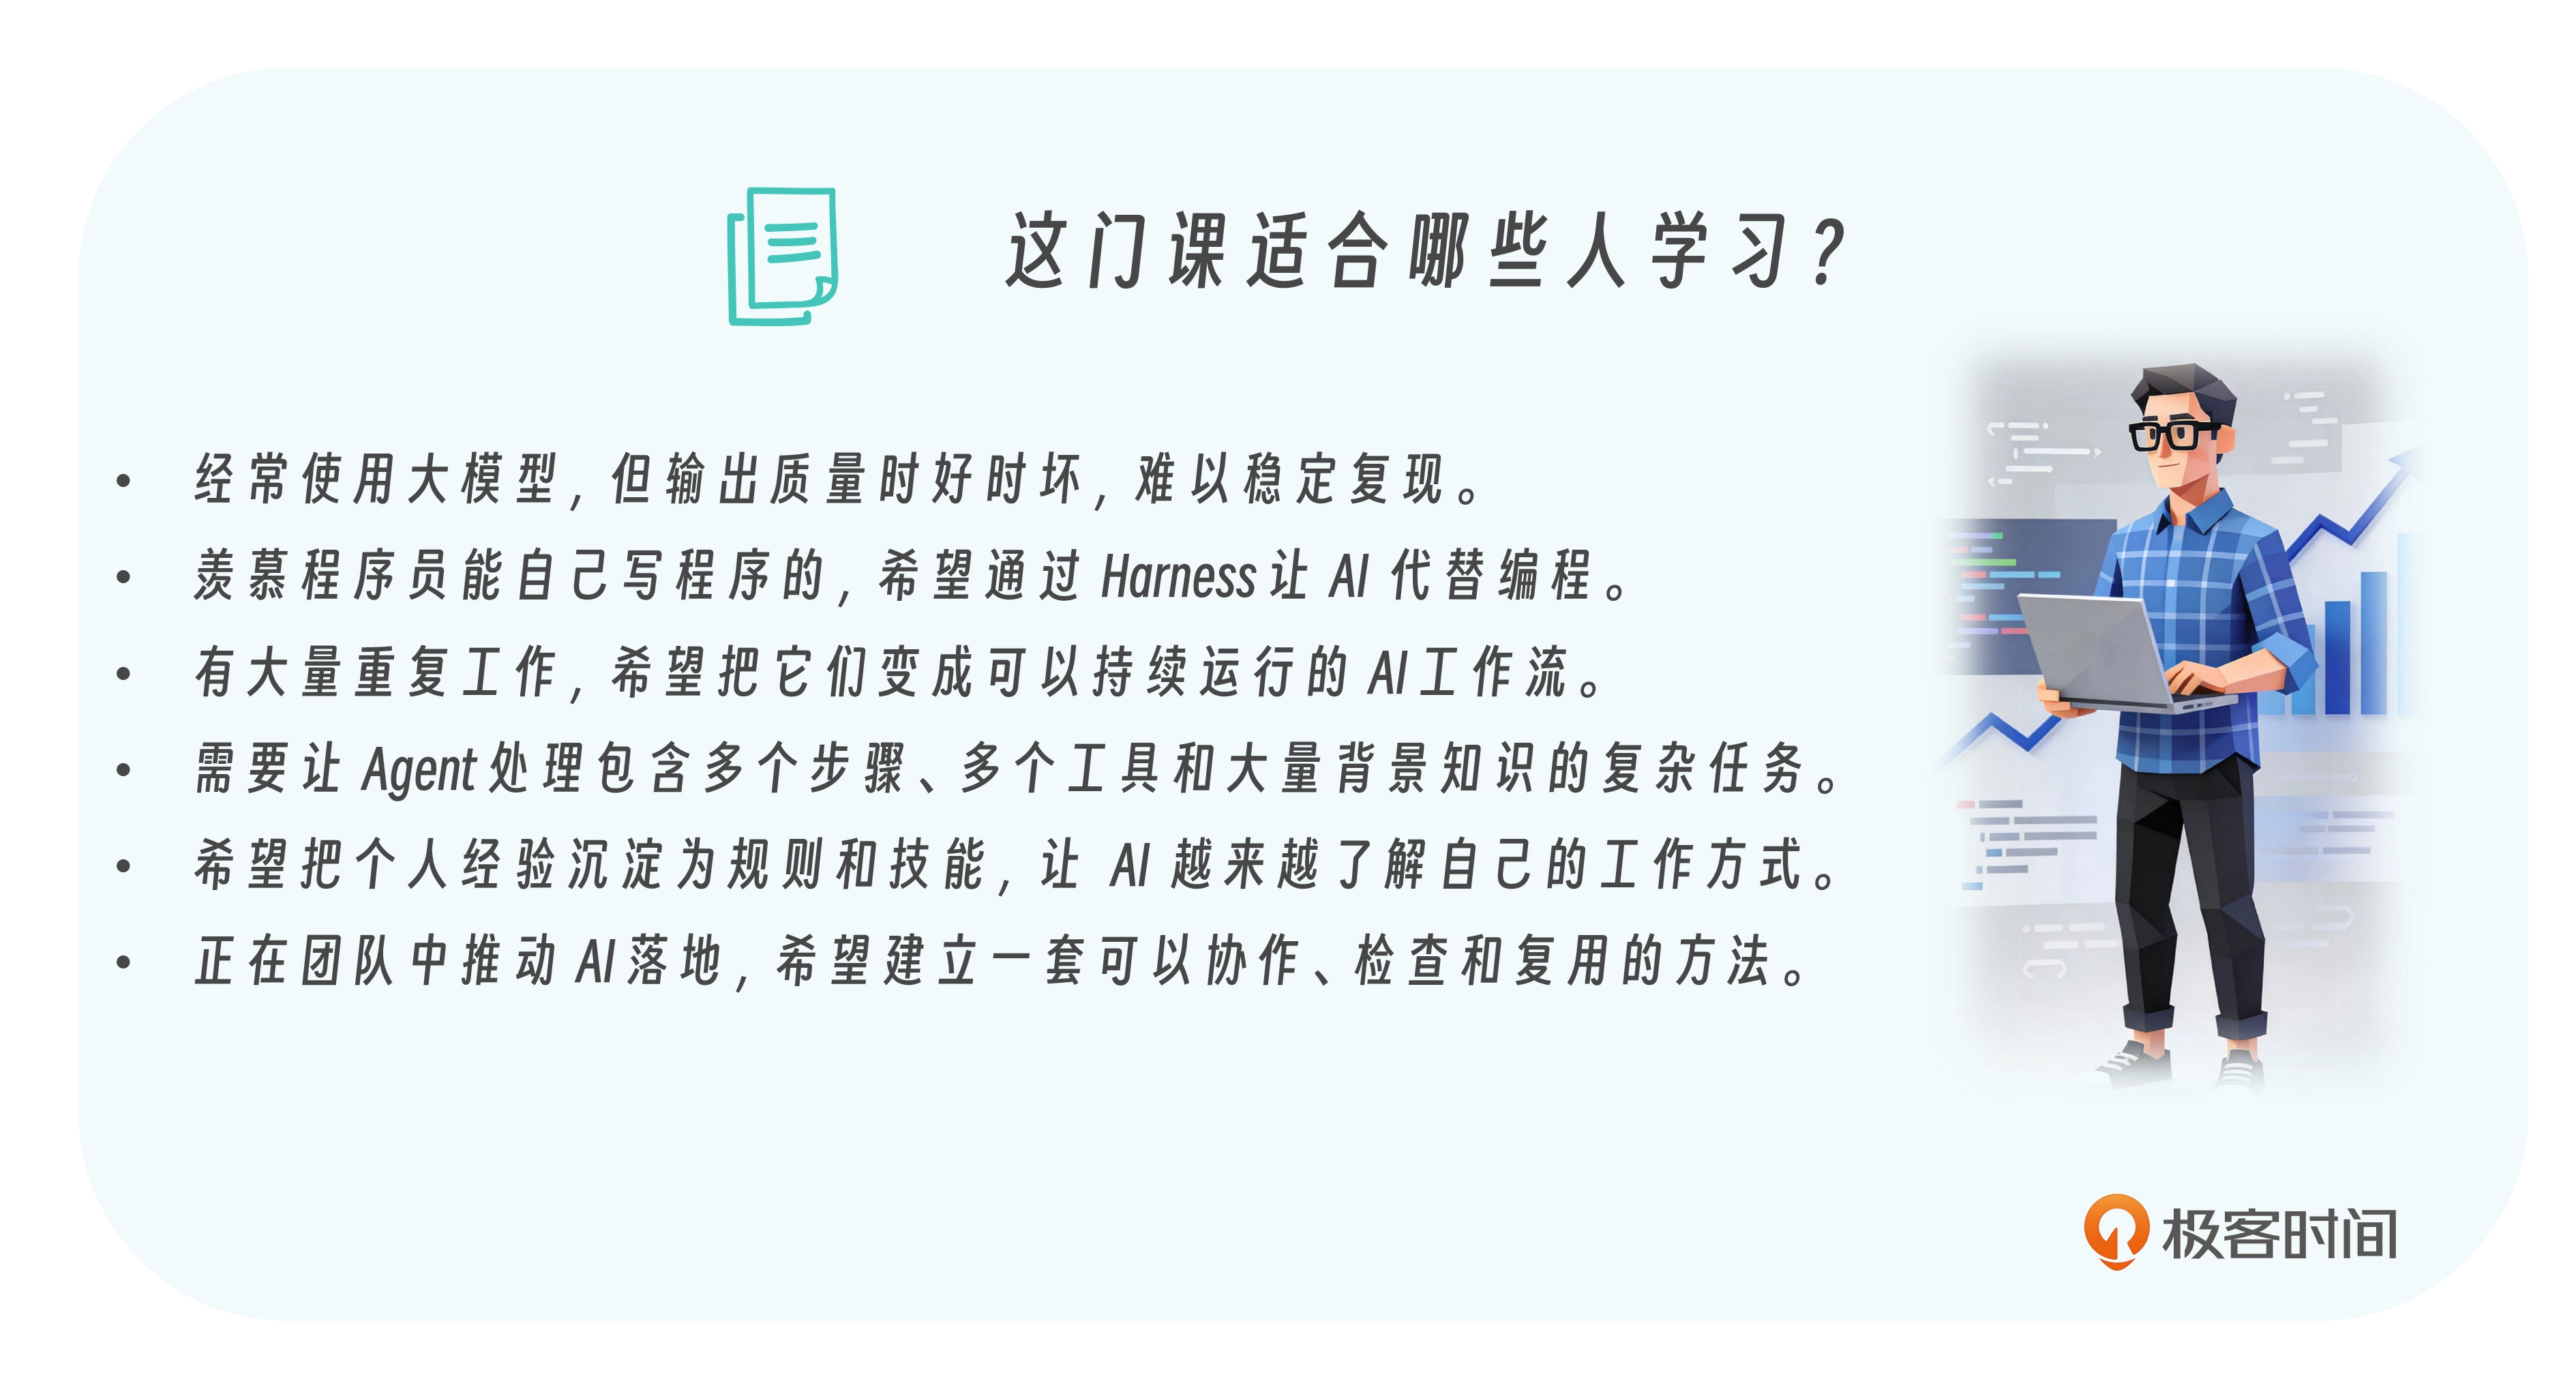 这门课适合哪些人学习？
• 经常使用大模型，但输出质量时好时坏，难以稳定复现。
• 羡慕程序员能自己写程序的，希望通过 Harness 让 AI 代替编程。
• 有大量重复工作，希望把它们变成可以持续运行的 AI 工作流。
• 需要让 Agent 处理包含多个步骤、多个工具和大量背景知识的复杂任务。
• 希望把个人经验沉淀为规则和技能，让 AI 越来越了解自己的工作方式。
• 正在团队中推动 AI 落地，希望建立一套可以协作、检查和复用的方法。
极客时间